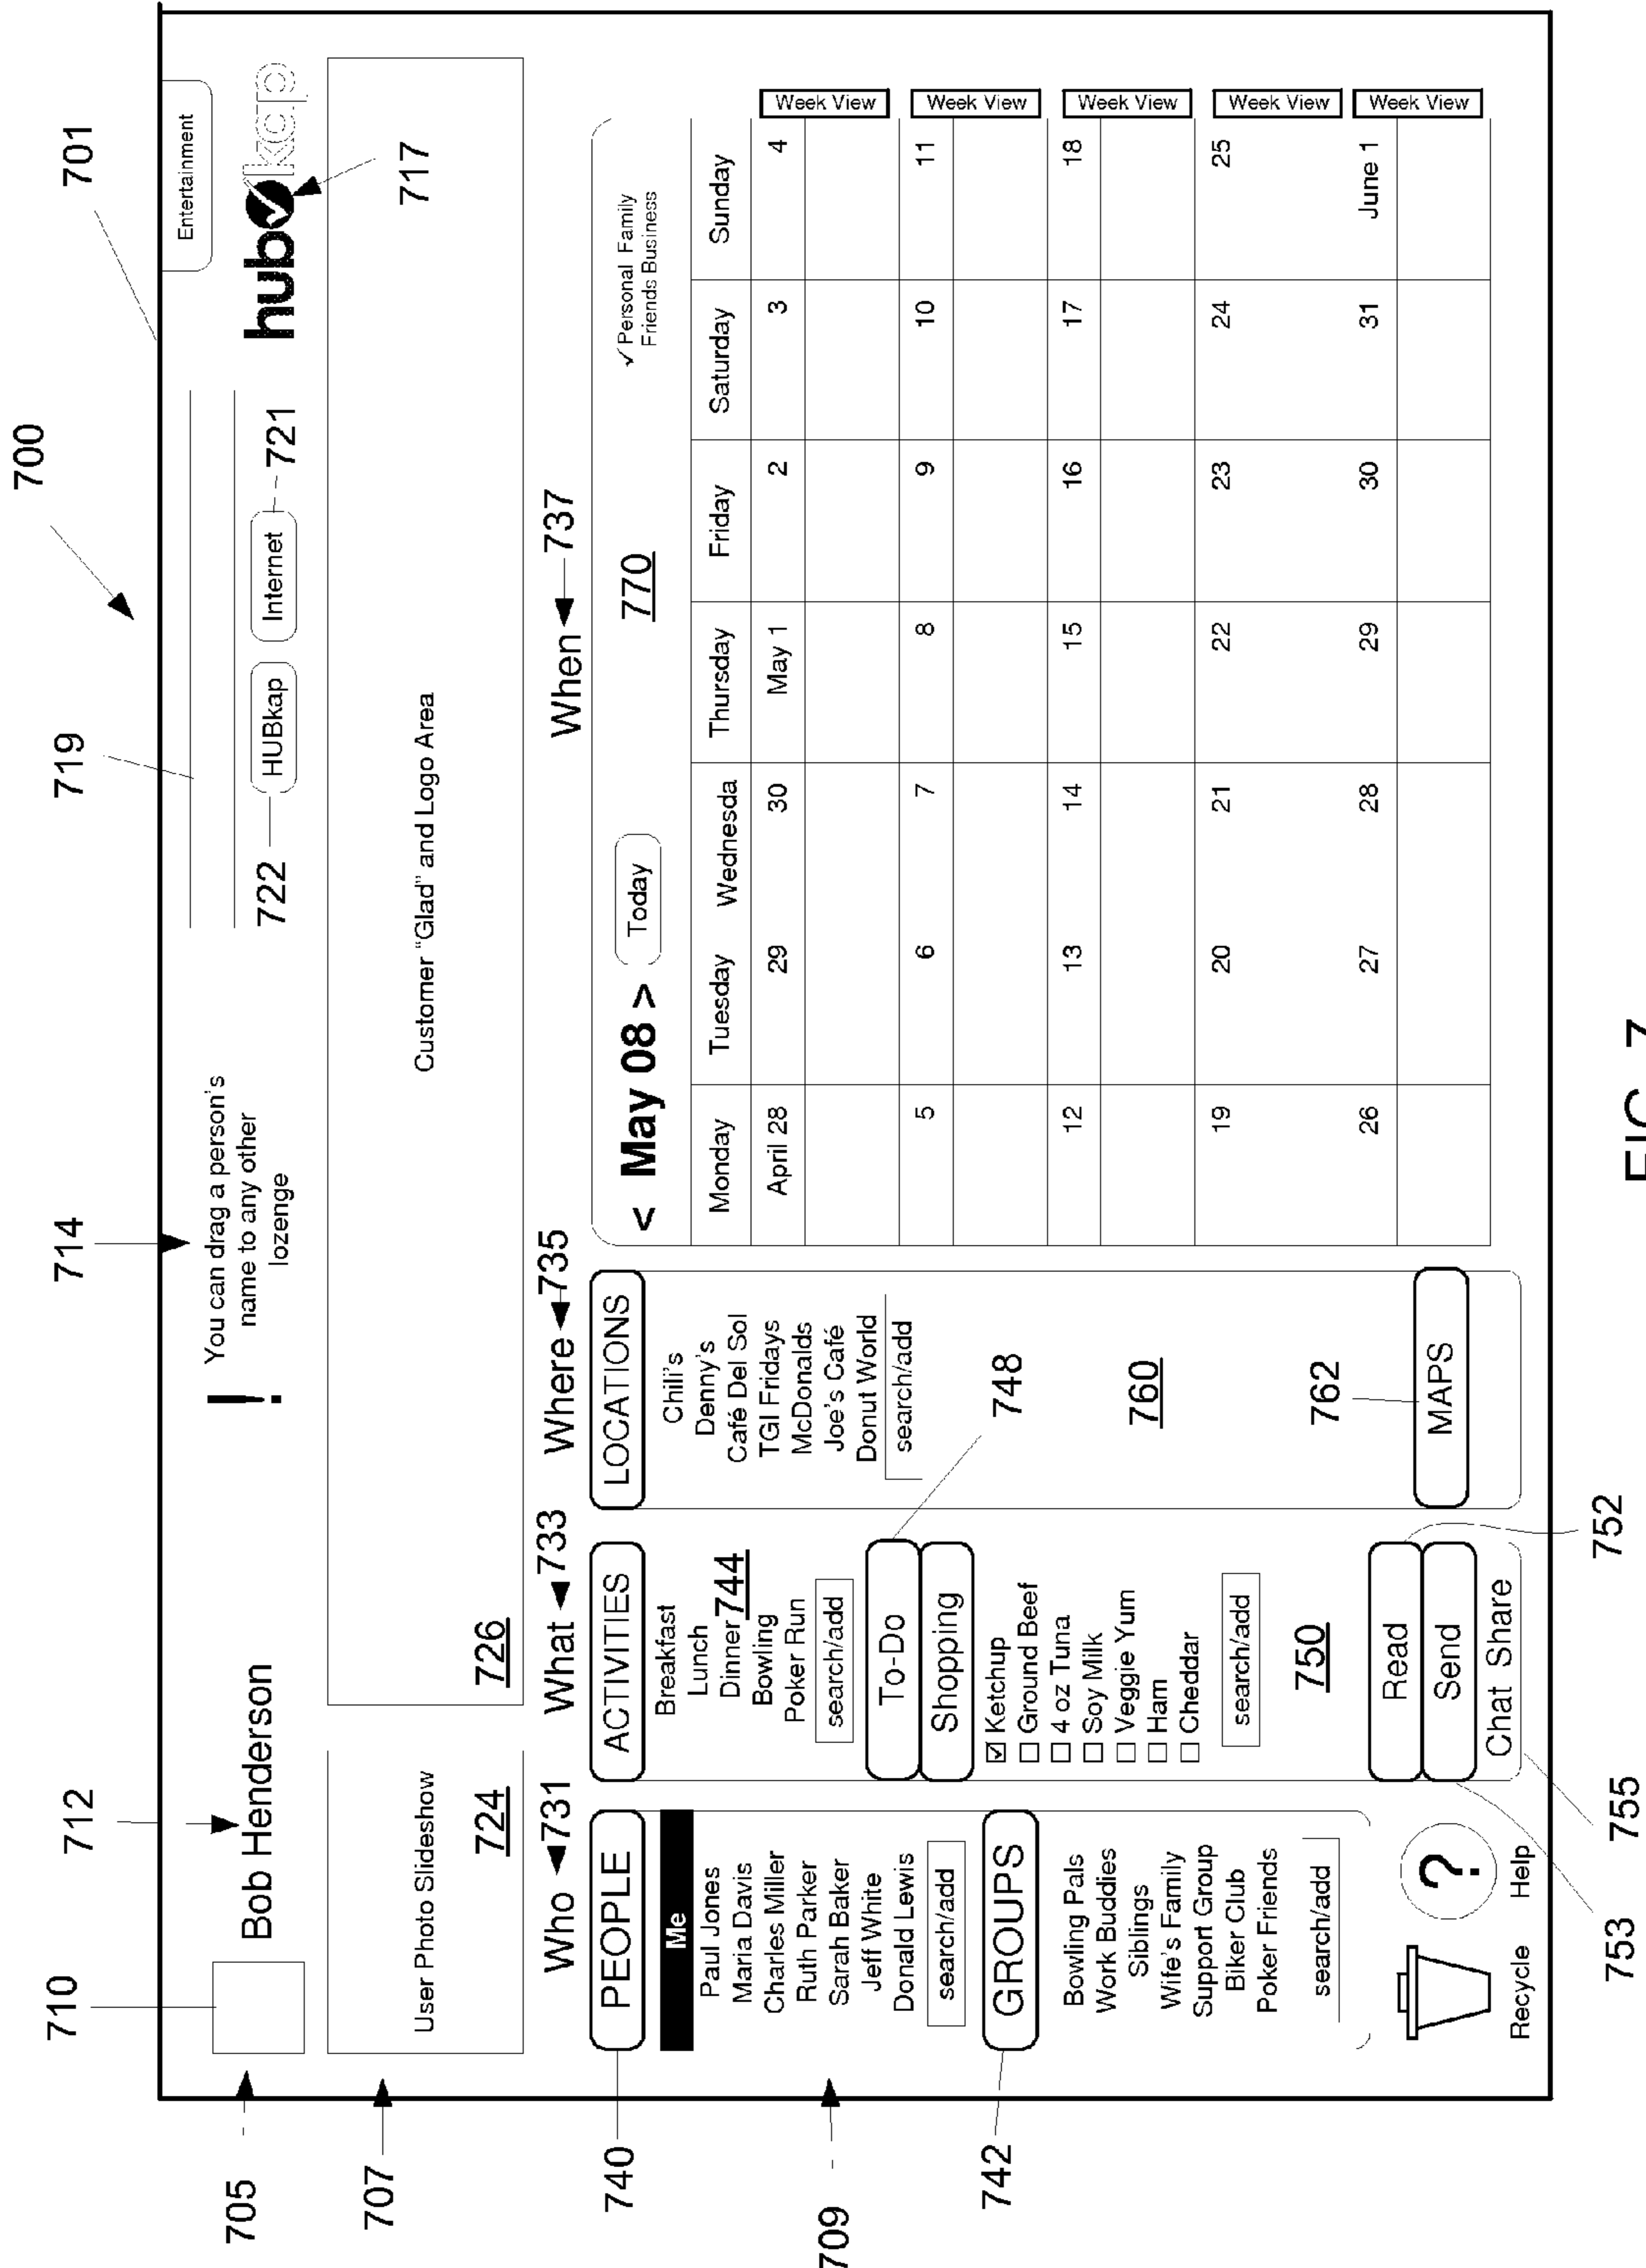 700
701
714
719
712
710
Entertainment
705
Bob Henderson
!
You can drag a person's
name to any other
lozenge
722
HUBkap
Internet
721
hub kap
717
707
User Photo Slideshow
724
Customer "Glad" and Logo Area
726
Who 731
What 733
Where 735
When 737
740
PEOPLE
Me
Paul Jones
Maria Davis
Charles Miller
Ruth Parker
Sarah Baker
Jeff White
Donald Lewis
search/add
709
742
GROUPS
Bowling Pals
Work Buddies
Siblings
Wife's Family
Support Group
Biker Club
Poker Friends
search/add
Recycle
?
Help
ACTIVITIES
Breakfast
Lunch
Dinner 744
Bowling
Poker Run
search/add
To-Do
Shopping
748
Ketchup
Ground Beef
4 oz Tuna
Soy Milk
Veggie Yum
Ham
Cheddar
search/add
750
Read
Send
Chat Share
752
753
755
LOCATIONS
Chili's
Denny's
Café Del Sol
TGI Fridays
McDonalds
Joe's Café
Donut World
search/add
760
762
MAPS
< May 08 > Today
770
✓ Personal Family
Friends Business
Monday Tuesday Wednesda Thursday Friday Saturday Sunday
April 28 29 30 May 1 2 3 4 Week View
5 6 7 8 9 10 11 Week View
12 13 14 15 16 17 18 Week View
19 20 21 22 23 24 25 Week View
26 27 28 29 30 31 June 1 Week View
FIG. 7